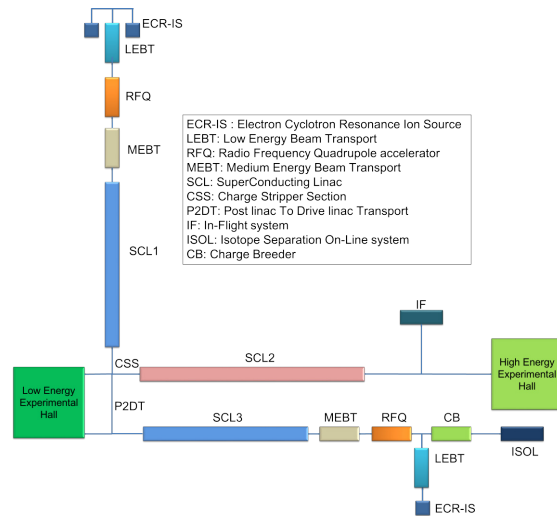 ECR-IS
LEBT
RFQ
MEBT
SCL1
ECR-IS : Electron Cyclotron Resonance Ion Source
LEBT: Low Energy Beam Transport
RFQ: Radio Frequency Quadrupole accelerator
MEBT: Medium Energy Beam Transport
SCL: SuperConducting Linac
CSS: Charge Stripper Section
P2DT: Post linac To Drive linac Transport
IF: In-Flight system
ISOL: Isotope Separation On-Line system
CB: Charge Breeder
IF
CSS
SCL2
Low Energy
Experimental
Hall
High Energy
Experimental
Hall
P2DT
SCL3
MEBT
RFQ
CB
LEBT
ISOL
ECR-IS